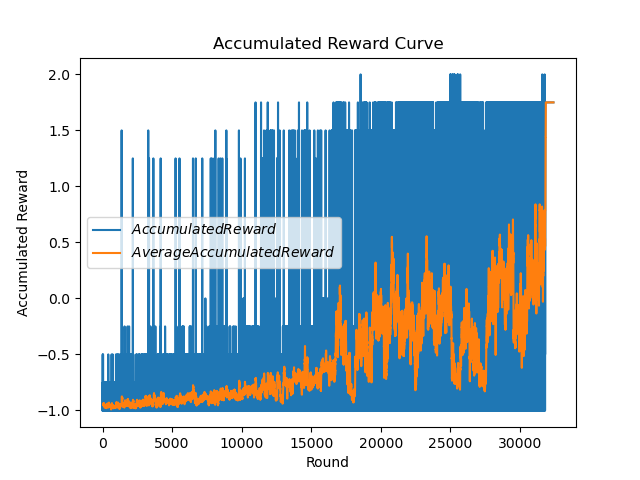 Accumulated Reward Curve
2.0
1.5
1.0
0.5
0.0
−0.5
−1.0
Accumulated Reward
AccumulatedReward
AverageAccumulatedReward
0 5000 10000 15000 20000 25000 30000
Round